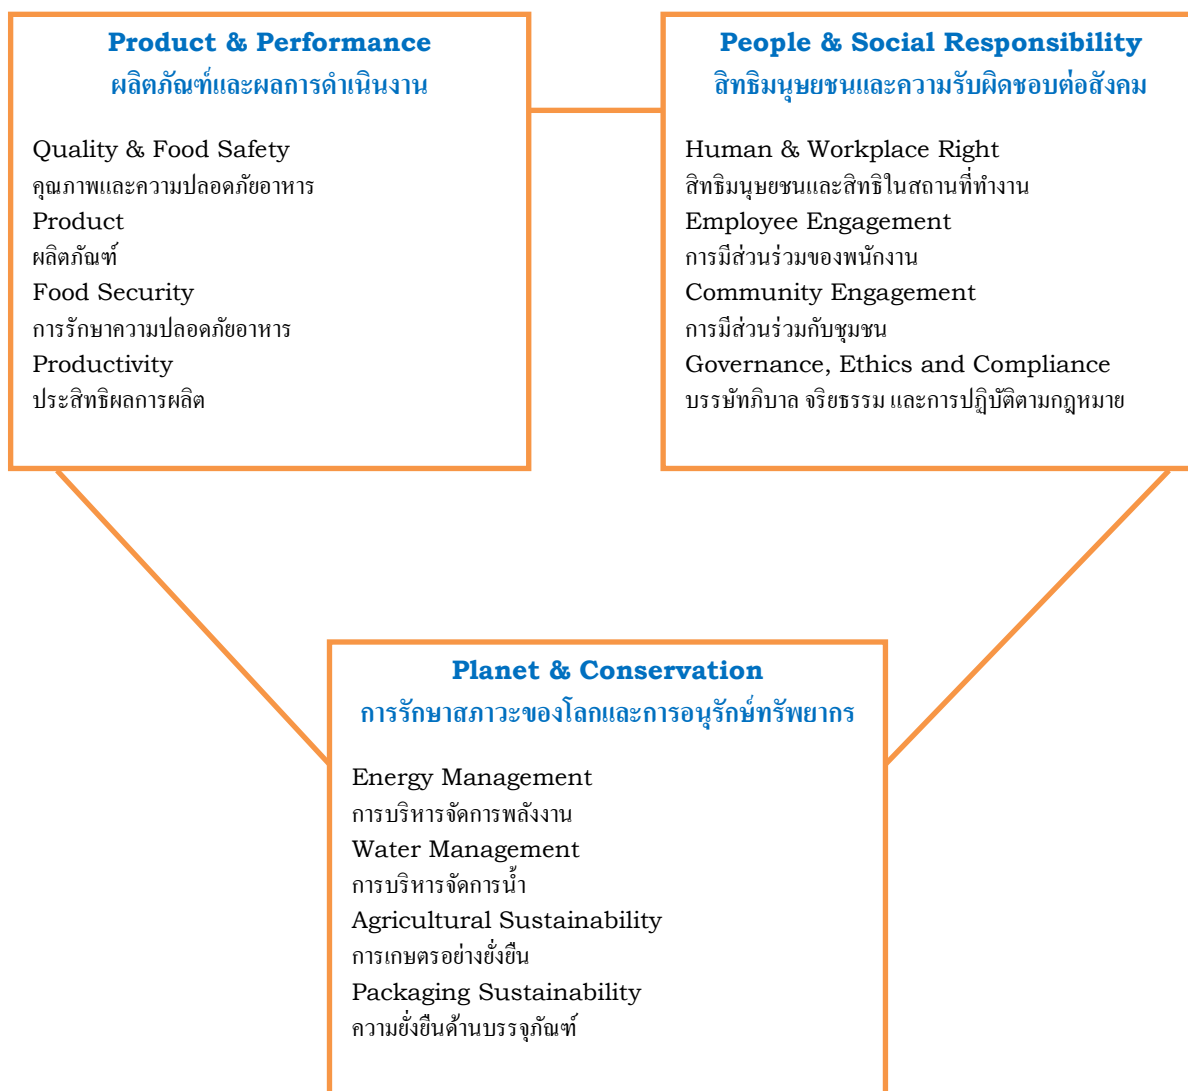 Product & Performance
ผลิตภัณฑ์และผลการดำเนินงาน
Quality & Food Safety
คุณภาพและความปลอดภัยอาหาร
Product
ผลิตภัณฑ์
Food Security
การรักษาความปลอดภัยอาหาร
Productivity
ประสิทธิผลการผลิต
People & Social Responsibility
สิทธิมนุษยชนและความรับผิดชอบต่อสังคม
Human & Workplace Right
สิทธิมนุษยชนและสิทธิในสถานที่ทำงาน
Employee Engagement
การมีส่วนร่วมของพนักงาน
Community Engagement
การมีส่วนร่วมกับชุมชน
Governance, Ethics and Compliance
บรรษัทภิบาล จริยธรรม และการปฏิบัติตามกฎหมาย
Planet & Conservation
การรักษาสภาวะของโลกและการอนุรักษ์ทรัพยากร
Energy Management
การบริหารจัดการพลังงาน
Water Management
การบริหารจัดการน้ำ
Agricultural Sustainability
การเกษตรอย่างยั่งยืน
Packaging Sustainability
ความยั่งยืนด้านบรรจุภัณฑ์